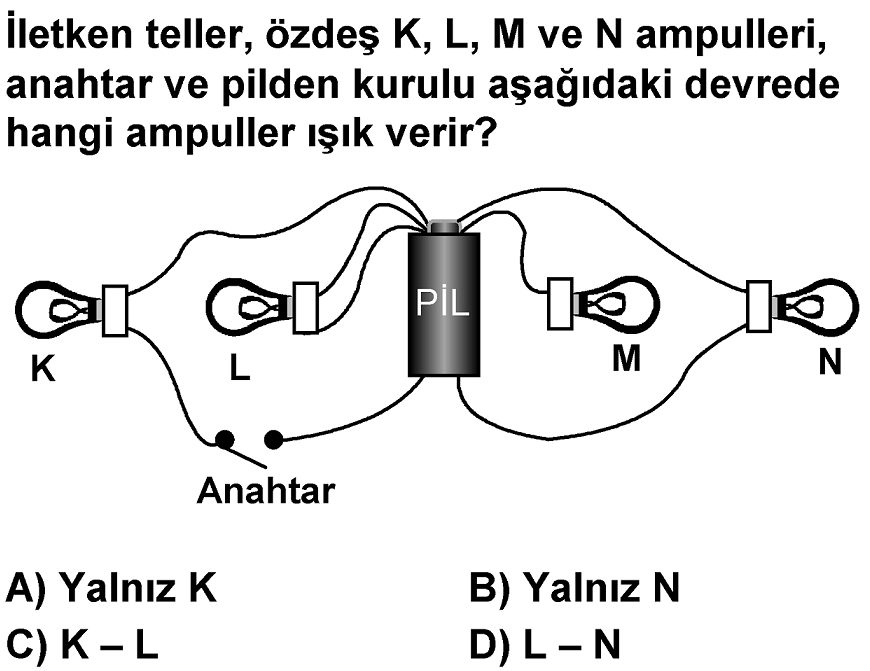 İletken teller, özdeş K, L, M ve N ampulleri,
anahtar ve pilden kurulu aşağıdaki devrede
hangi ampuller ışık verir?
PİL
K
L
M
N
Anahtar
A) Yalnız K
B) Yalnız N
C) K – L
D) L – N